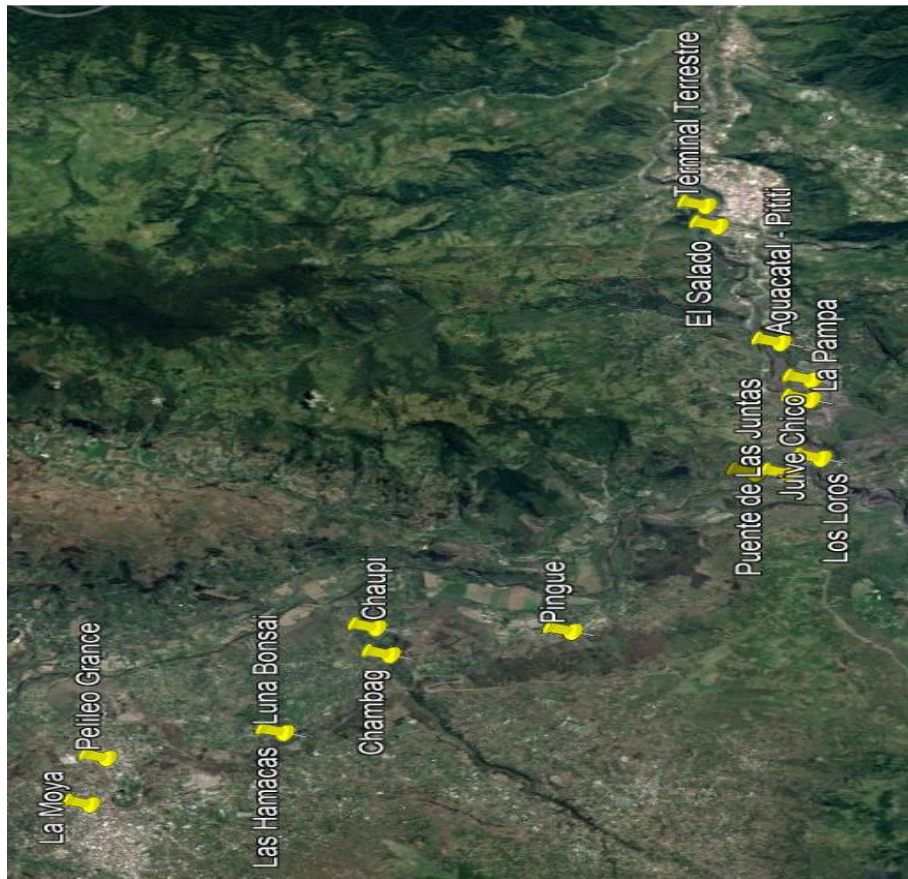 La Moya
Pelileo Grance
Las Hamacas
Luna Bonsai
Chambag
Chaupi
Pingue
Puente de Las Juntas
Juive Chico
Los Loros
La Pampa
Aguacatal - Pititi
El Salado
Terminal Terrestre